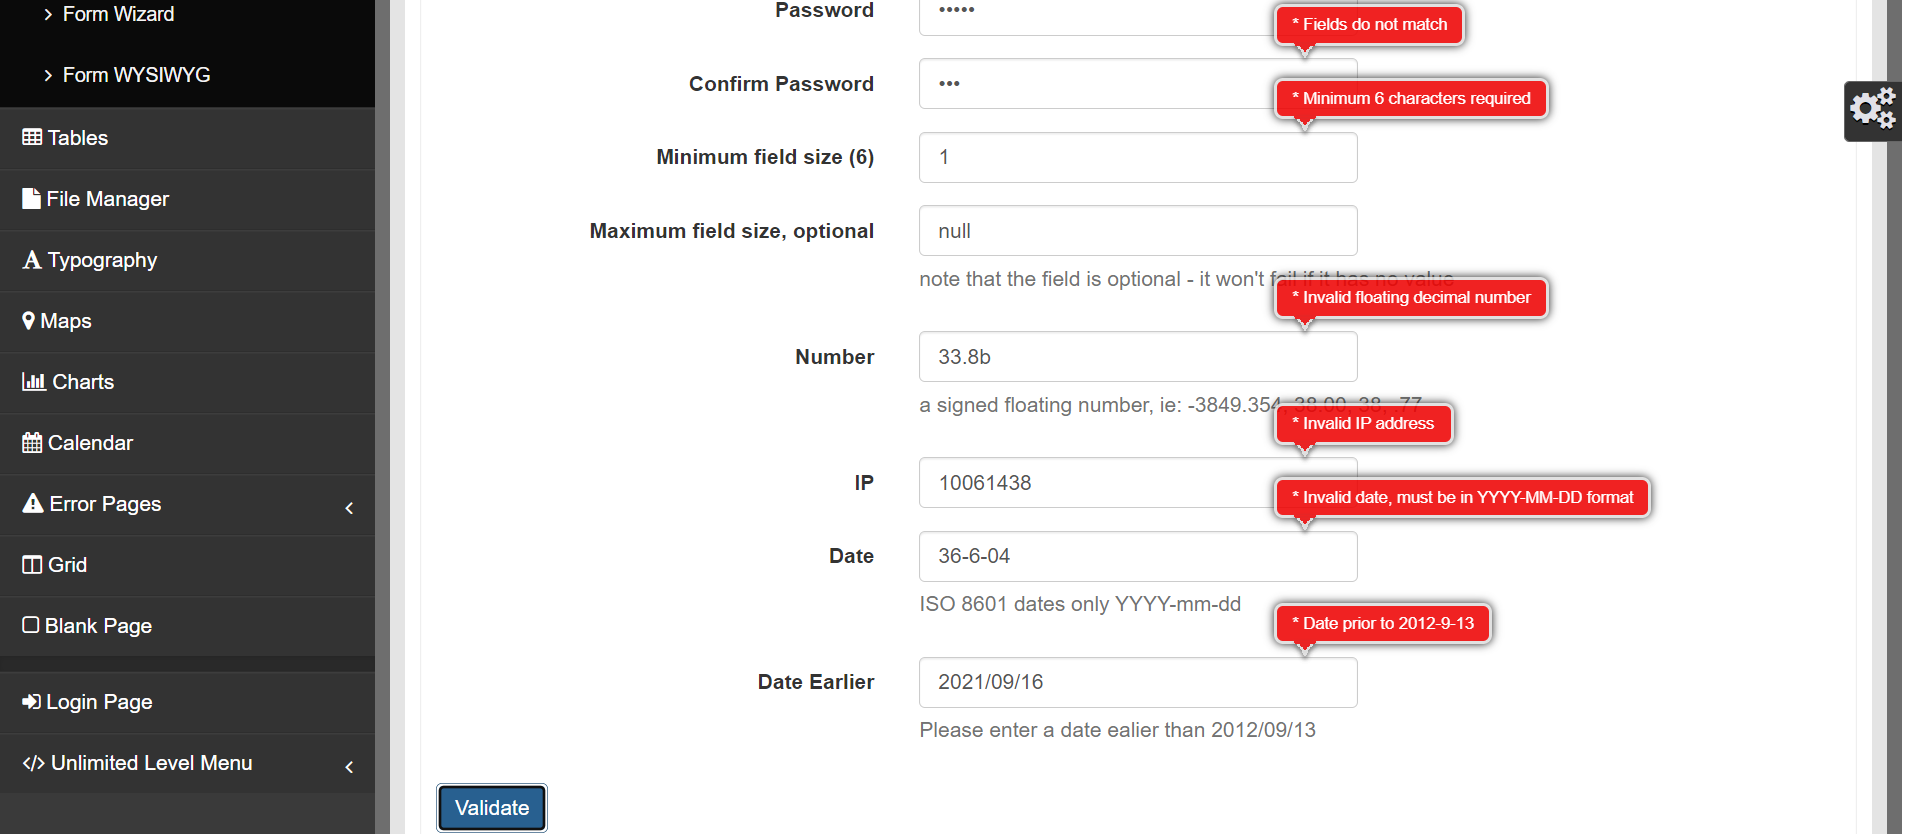 Form Wizard
Form WYSIWYG
Tables
File Manager
Typography
Maps
Charts
Calendar
Error Pages
Grid
Blank Page
Login Page
Unlimited Level Menu
Password
•••••
* Fields do not match
Confirm Password
•••
* Minimum 6 characters required
Minimum field size (6)
1
Maximum field size, optional
null
note that the field is optional - it won't fail if it has no value
* Invalid floating decimal number
Number
33.8b
a signed floating number, ie: -3849.354, 38.00, 38, .77
* Invalid IP address
IP
10061438
* Invalid date, must be in YYYY-MM-DD format
Date
36-6-04
ISO 8601 dates only YYYY-mm-dd
* Date prior to 2012-9-13
Date Earlier
2021/09/16
Please enter a date ealier than 2012/09/13
Validate